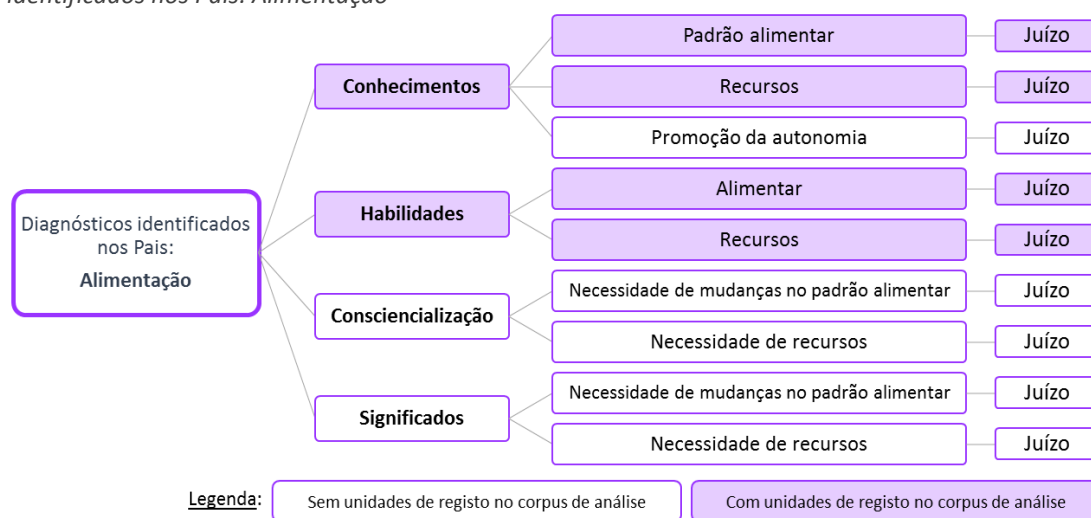 identificados nos Pais: Alimentação
Diagnósticos identificados
nos Pais:
Alimentação
Conhecimentos
Padrão alimentar
Juízo
Recursos
Juízo
Promoção da autonomia
Juízo
Habilidades
Alimentar
Juízo
Recursos
Juízo
Consciencialização
Necessidade de mudanças no padrão alimentar
Juízo
Necessidade de recursos
Juízo
Significados
Necessidade de mudanças no padrão alimentar
Juízo
Necessidade de recursos
Juízo
Legenda:
Sem unidades de registo no corpus de análise
Com unidades de registo no corpus de análise